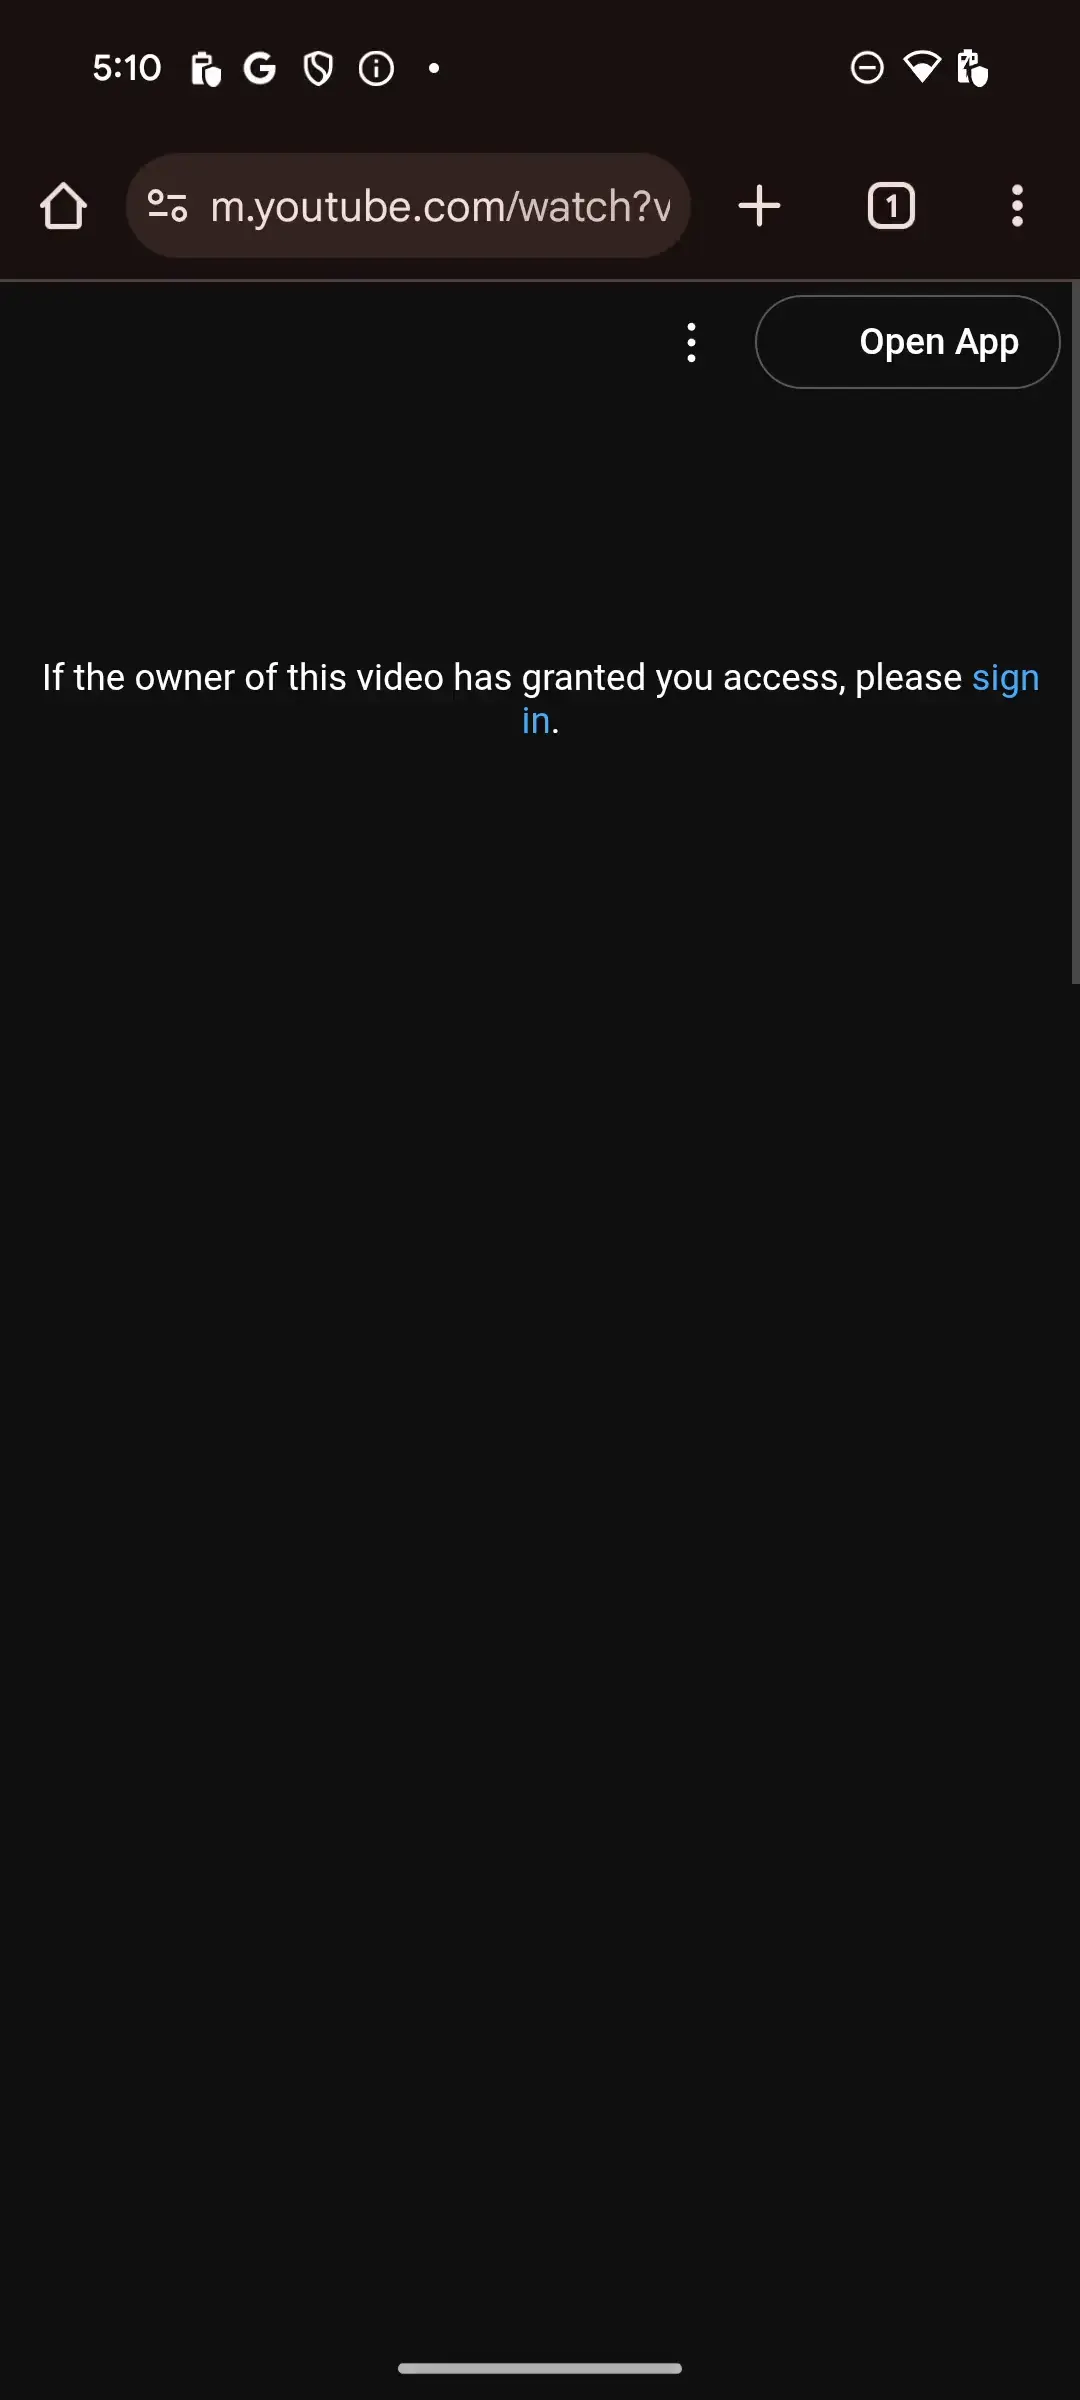 5:10
m.youtube.com/watch?v
1
Open App
If the owner of this video has granted you access, please sign
in.